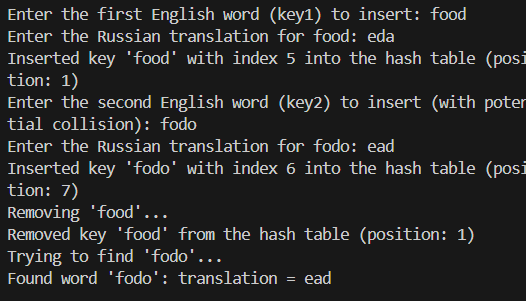 Enter the first English word (key1) to insert: food
Enter the Russian translation for food: eda
Inserted key 'food' with index 5 into the hash table (posi
tion: 1)
Enter the second English word (key2) to insert (with poten
tial collision): fodo
Enter the Russian translation for fodo: ead
Inserted key 'fodo' with index 6 into the hash table (posi
tion: 7)
Removing 'food'...
Removed key 'food' from the hash table (position: 1)
Trying to find 'fodo'...
Found word 'fodo': translation = ead